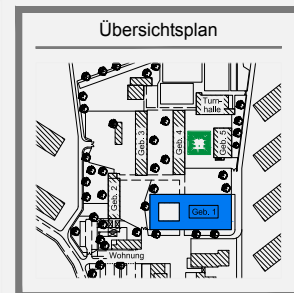 Übersichtsplan
Turn-
halle
Geb. 3
Geb. 4
Geb. 5
Geb. 2
Geb. 1
Wohnung